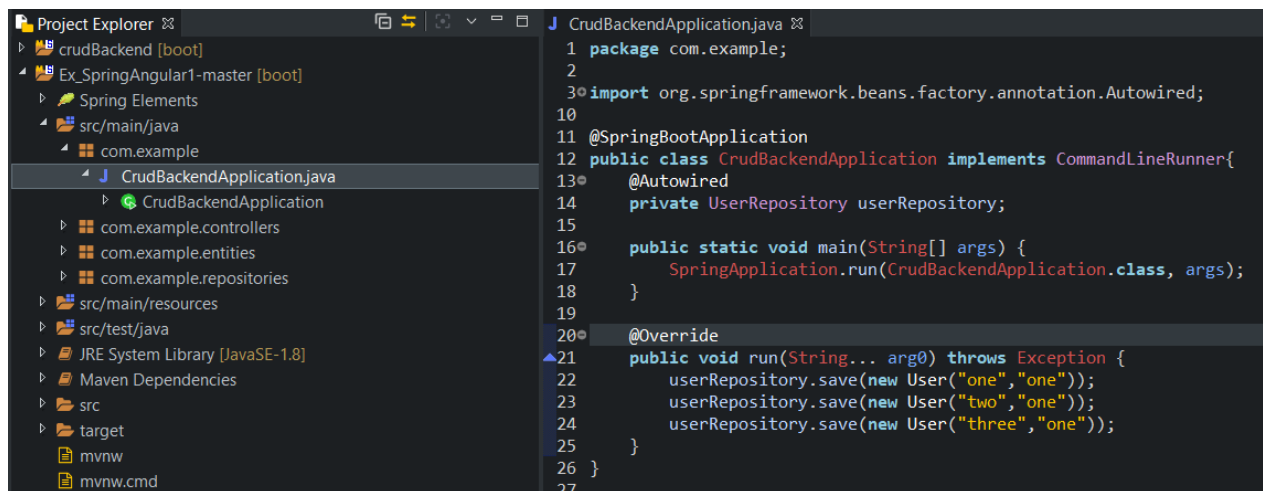 Project Explorer
crudBackend [boot]
Ex_SpringAngular1-master [boot]
Spring Elements
src/main/java
com.example
CrudBackendApplication.java
CrudBackendApplication
com.example.controllers
com.example.entities
com.example.repositories
src/main/resources
src/test/java
JRE System Library [JavaSE-1.8]
Maven Dependencies
src
target
mvnw
mvnw.cmd
CrudBackendApplication.java
1 package com.example;
2
3 import org.springframework.beans.factory.annotation.Autowired;
10
11 @SpringBootApplication
12 public class CrudBackendApplication implements CommandLineRunner{
13 @Autowired
14 private UserRepository userRepository;
15
16 public static void main(String[] args) {
17 SpringApplication.run(CrudBackendApplication.class, args);
18 }
19
20 @Override
21 public void run(String... arg0) throws Exception {
22 userRepository.save(new User("one","one"));
23 userRepository.save(new User("two","one"));
24 userRepository.save(new User("three","one"));
25 }
26 }
27